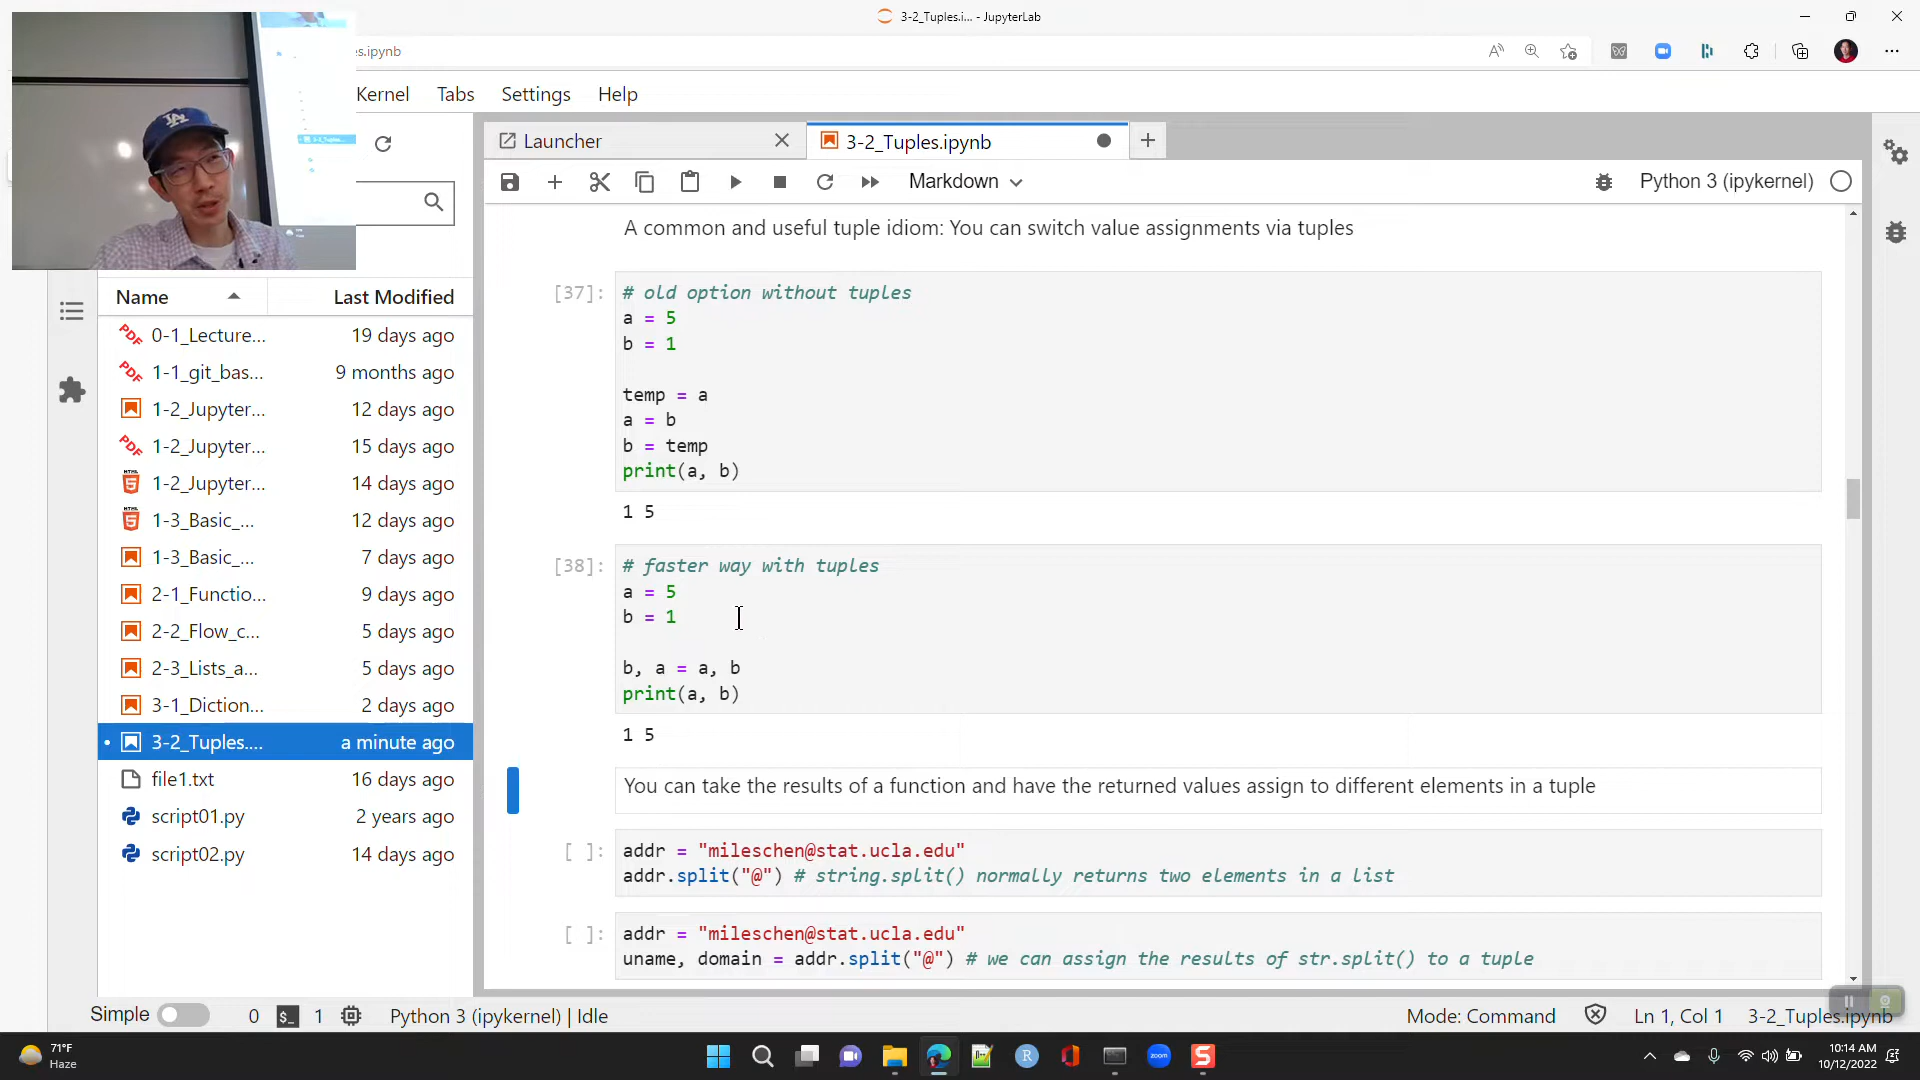 3-2_Tuples.i... - JupyterLab
es.ipynb
Kernel Tabs Settings Help
Launcher
3-2_Tuples.ipynb
Markdown
Python 3 (ipykernel)
LA
Name
Last Modified
0-1_Lecture... 19 days ago
1-1_git_bas... 9 months ago
1-2_Jupyter... 12 days ago
1-2_Jupyter... 15 days ago
1-2_Jupyter... 14 days ago
1-3_Basic_... 12 days ago
1-3_Basic_... 7 days ago
2-1_Functio... 9 days ago
2-2_Flow_c... 5 days ago
2-3_Lists_a... 5 days ago
3-1_Diction... 2 days ago
3-2_Tuples.... a minute ago
file1.txt 16 days ago
script01.py 2 years ago
script02.py 14 days ago
A common and useful tuple idiom: You can switch value assignments via tuples
[37]: # old option without tuples
a = 5
b = 1
temp = a
a = b
b = temp
print(a, b)
1 5
[38]: # faster way with tuples
a = 5
b = 1
b, a = a, b
print(a, b)
1 5
You can take the results of a function and have the returned values assign to different elements in a tuple
[ ]: addr = "mileschen@stat.ucla.edu"
addr.split("@") # string.split() normally returns two elements in a list
[ ]: addr = "mileschen@stat.ucla.edu"
uname, domain = addr.split("@") # we can assign the results of str.split() to a tuple
Simple 0 $_ 1 Python 3 (ipykernel) | Idle
Mode: Command Ln 1, Col 1 3-2_Tuples.ipynb
71°F
Haze
zoom
10:14 AM
10/12/2022